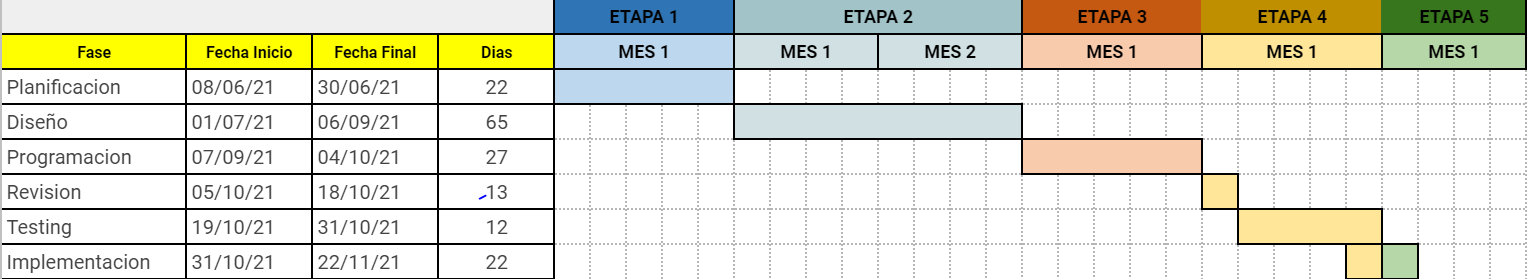 ETAPA 1 ETAPA 2 ETAPA 3 ETAPA 4 ETAPA 5
Fase Fecha Inicio Fecha Final Dias MES 1 MES 1 MES 2 MES 1 MES 1 MES 1
Planificacion 08/06/21 30/06/21 22
Diseño 01/07/21 06/09/21 65
Programacion 07/09/21 04/10/21 27
Revision 05/10/21 18/10/21 13
Testing 19/10/21 31/10/21 12
Implementacion 31/10/21 22/11/21 22